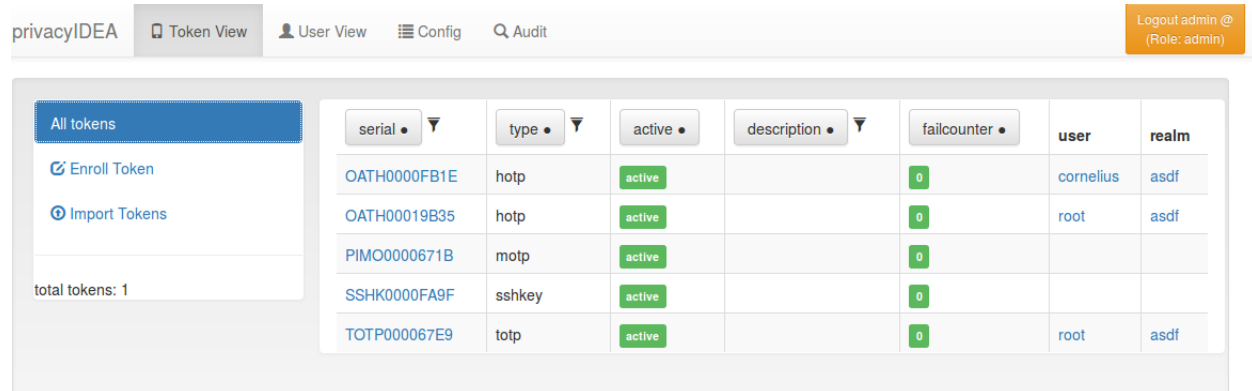 privacyIDEA Token View User View Config Audit Logout admin @
(Role: admin)
All tokens
Enroll Token
Import Tokens
total tokens: 1
serial ● type ● active ● description ● failcounter ● user realm
OATH0000FB1E hotp active 0 cornelius asdf
OATH00019B35 hotp active 0 root asdf
PIMO0000671B motp active 0
SSHK0000FA9F sshkey active 0
TOTP000067E9 totp active 0 root asdf